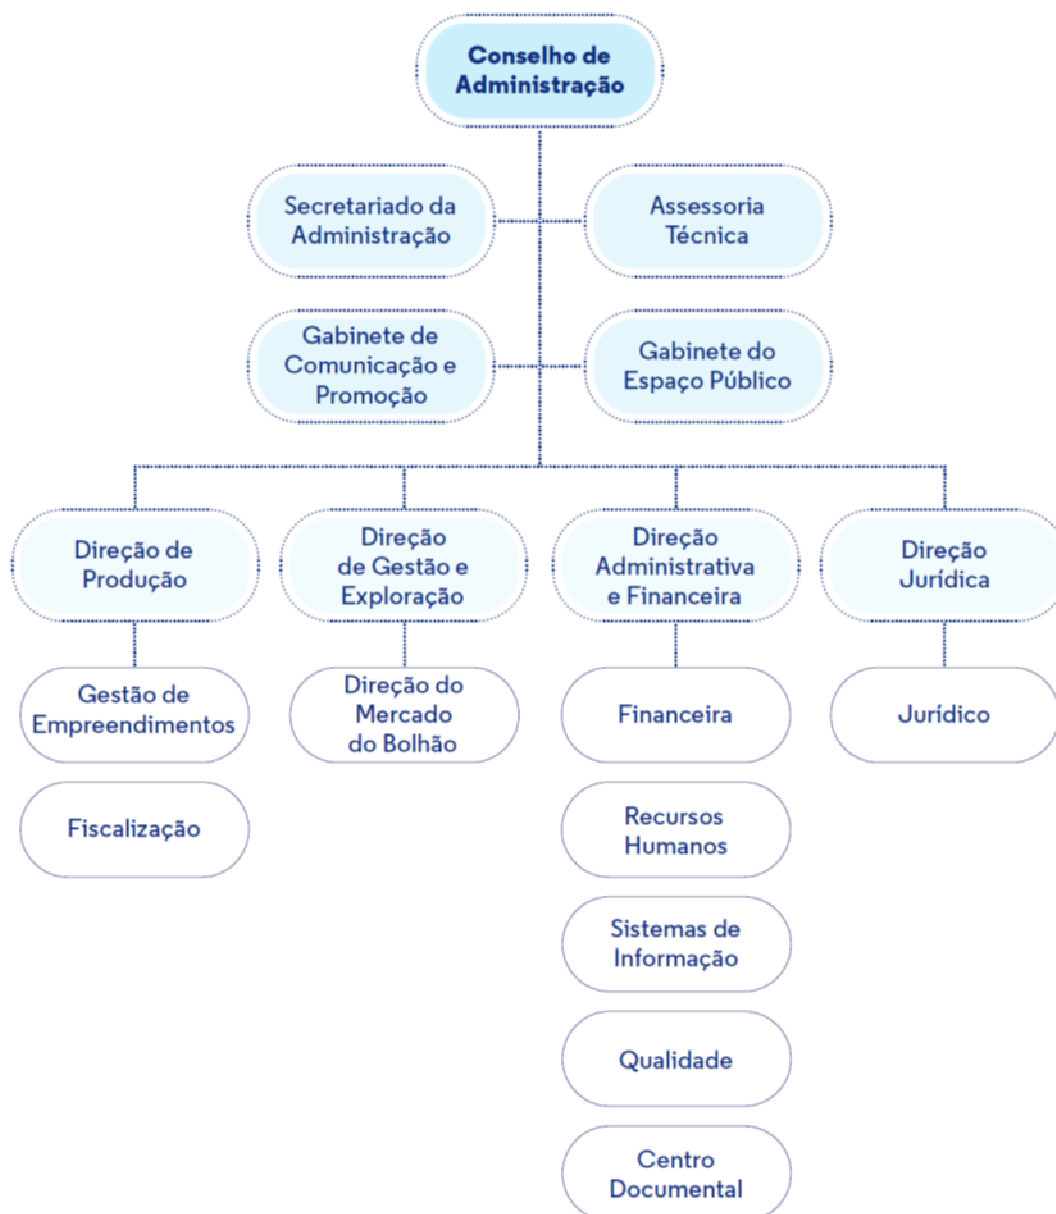 Conselho de
Administração
Secretariado da
Administração
Assessoria
Técnica
Gabinete de
Comunicação e
Promoção
Gabinete do
Espaço Público
Direção de
Produção
Direção
de Gestão e
Exploração
Direção
Administrativa
e Financeira
Direção
Jurídica
Gestão de
Empreendimentos
Direção do
Mercado
do Bolhão
Financeira
Jurídico
Fiscalização
Recursos
Humanos
Sistemas de
Informação
Qualidade
Centro
Documental